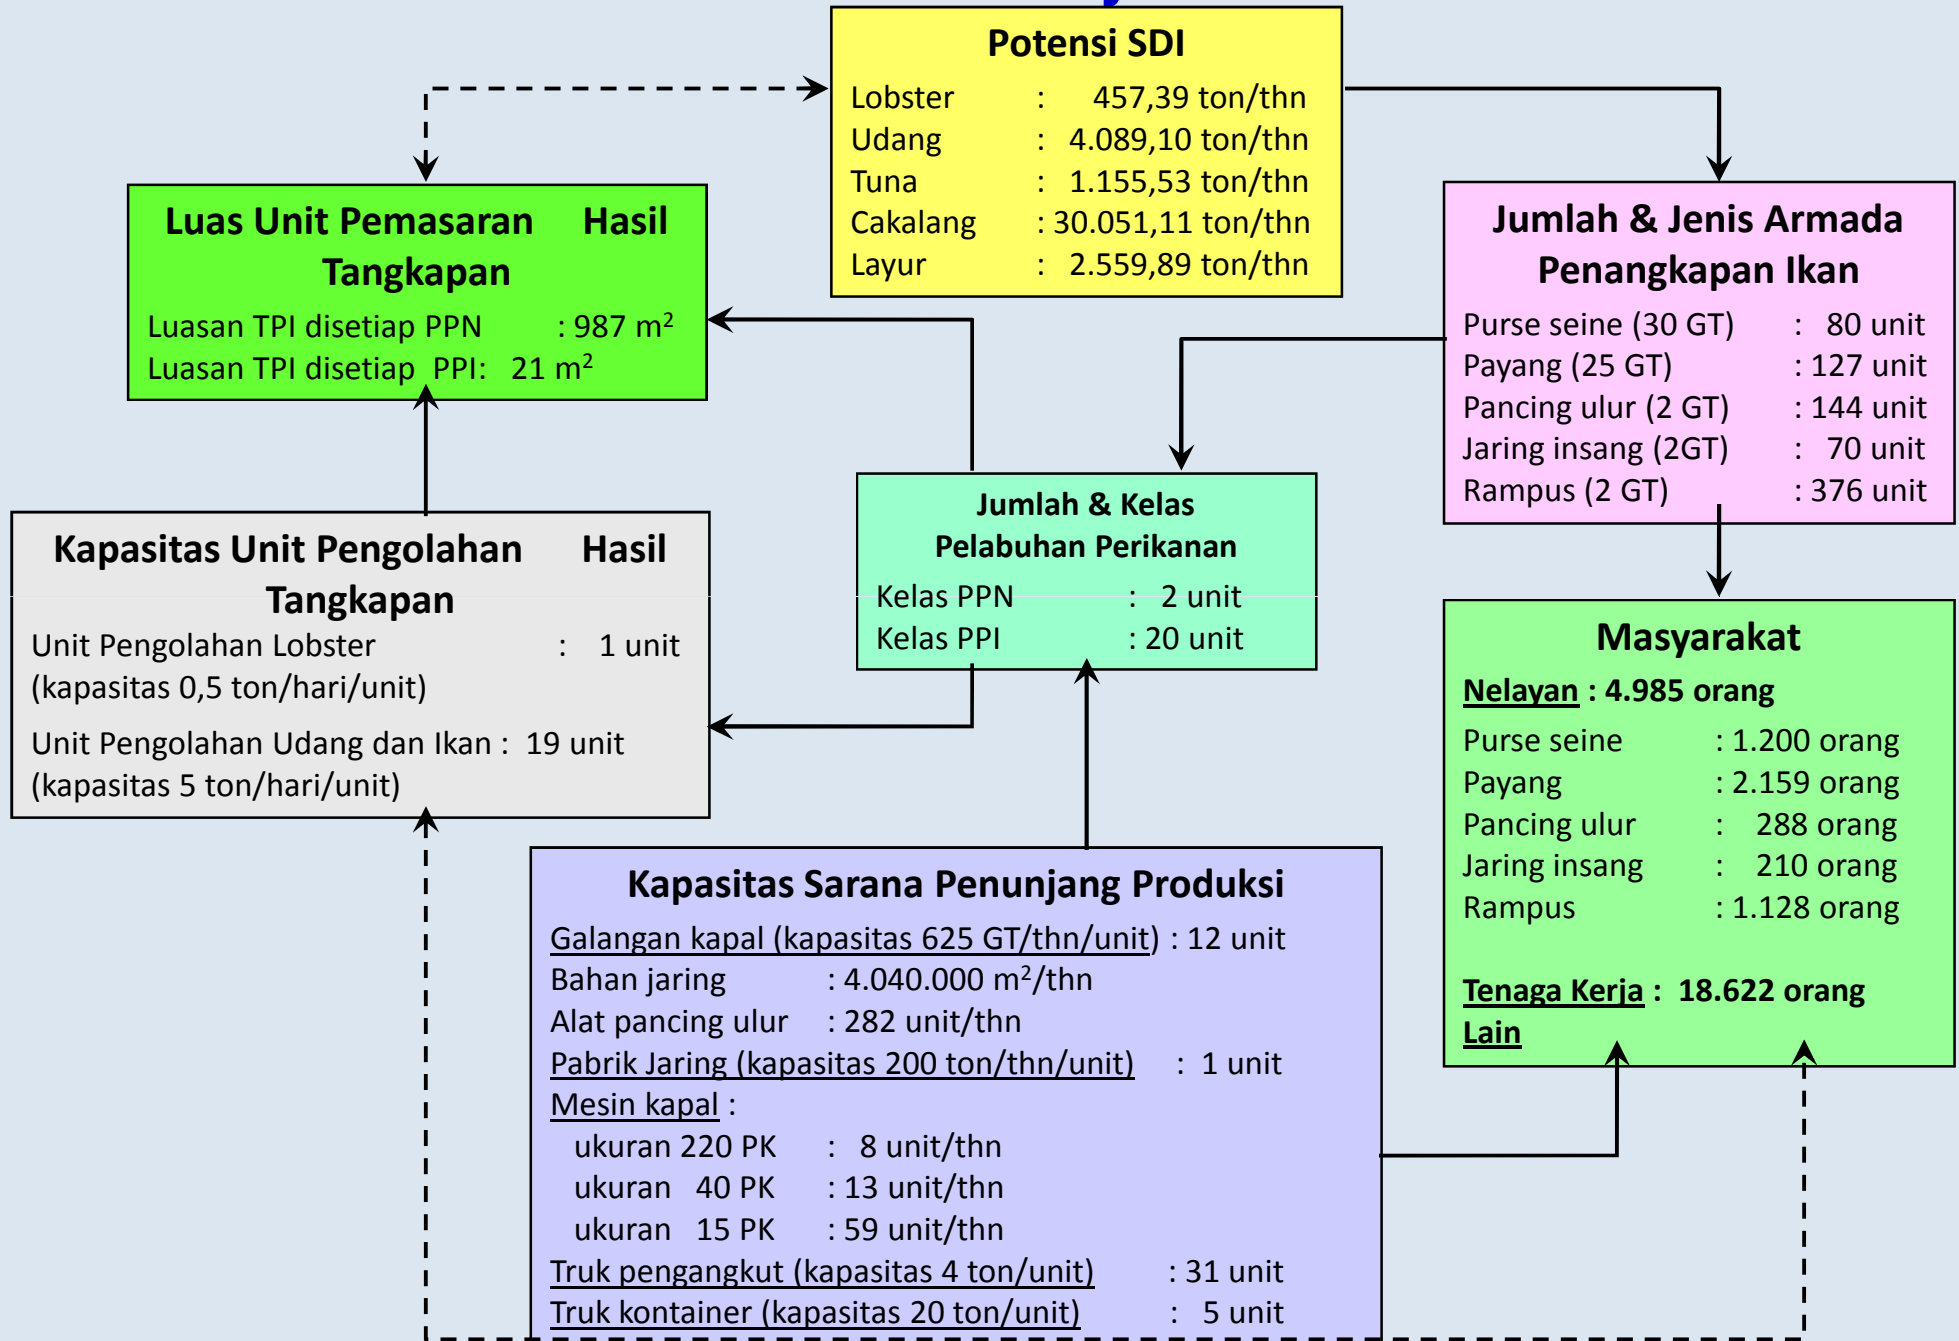 Potensi SDI
Lobster : 457,39 ton/thn
Udang : 4.089,10 ton/thn
Tuna : 1.155,53 ton/thn
Cakalang : 30.051,11 ton/thn
Layur : 2.559,89 ton/thn
Luas Unit Pemasaran Hasil
Tangkapan
Luasan TPI disetiap PPN : 987 m²
Luasan TPI disetiap PPI: 21 m²
Jumlah & Jenis Armada
Penangkapan Ikan
Purse seine (30 GT) : 80 unit
Payang (25 GT) : 127 unit
Pancing ulur (2 GT) : 144 unit
Jaring insang (2GT) : 70 unit
Rampus (2 GT) : 376 unit
Jumlah & Kelas
Pelabuhan Perikanan
Kelas PPN : 2 unit
Kelas PPI : 20 unit
Kapasitas Unit Pengolahan Hasil
Tangkapan
Unit Pengolahan Lobster : 1 unit
(kapasitas 0,5 ton/hari/unit)
Unit Pengolahan Udang dan Ikan : 19 unit
(kapasitas 5 ton/hari/unit)
Masyarakat
Nelayan : 4.985 orang
Purse seine : 1.200 orang
Payang : 2.159 orang
Pancing ulur : 288 orang
Jaring insang : 210 orang
Rampus : 1.128 orang
Tenaga Kerja : 18.622 orang
Lain
Kapasitas Sarana Penunjang Produksi
Galangan kapal (kapasitas 625 GT/thn/unit) : 12 unit
Bahan jaring : 4.040.000 m²/thn
Alat pancing ulur : 282 unit/thn
Pabrik Jaring (kapasitas 200 ton/thn/unit) : 1 unit
Mesin kapal :
ukuran 220 PK : 8 unit/thn
ukuran 40 PK : 13 unit/thn
ukuran 15 PK : 59 unit/thn
Truk pengangkut (kapasitas 4 ton/unit) : 31 unit
Truk kontainer (kapasitas 20 ton/unit) : 5 unit